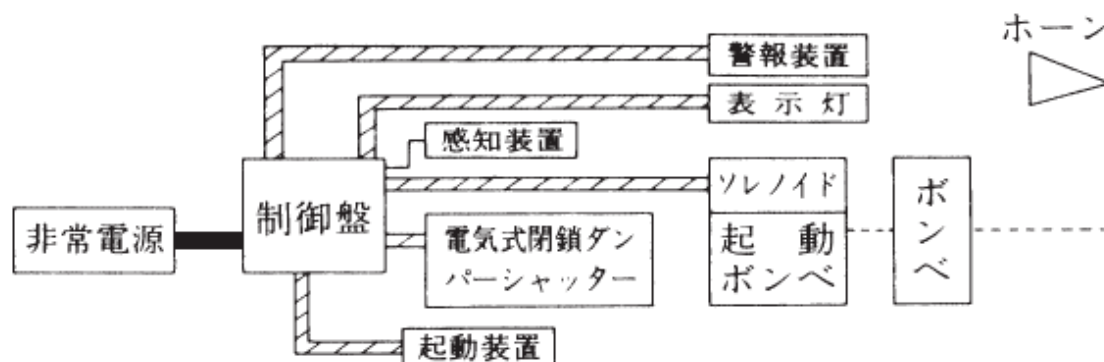 ホーン
警報装置
表示灯
感知装置
制御盤
ソレノイド
非常電源
電気式閉鎖ダン
パーシャッター
起動
ボンベ
ボンベ
起動装置